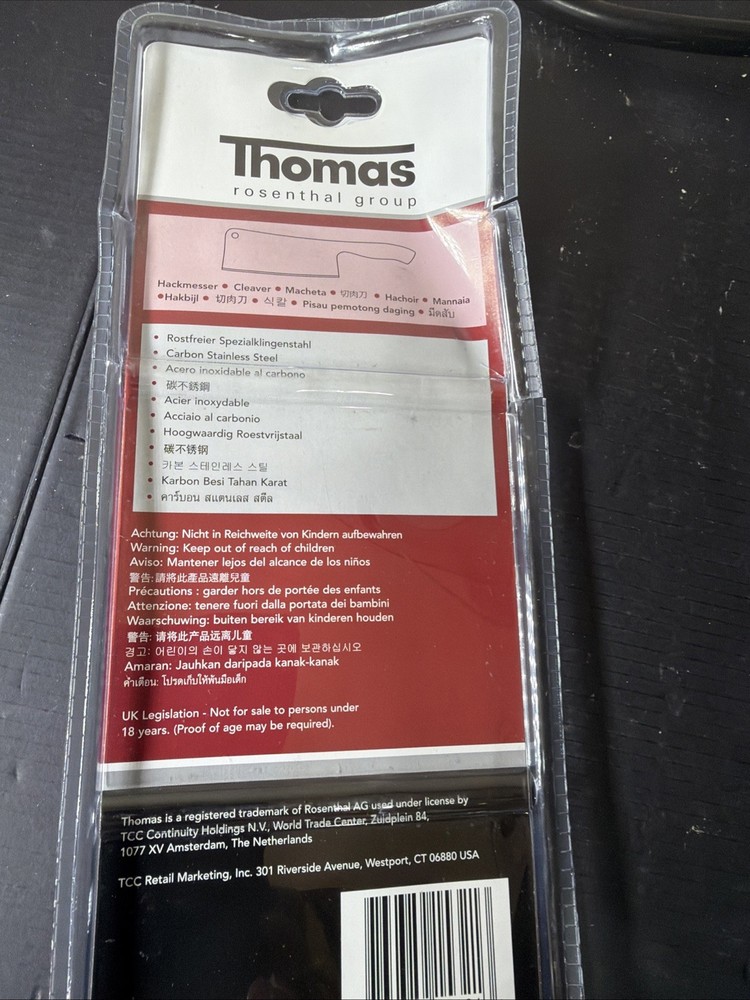 Thomas
rosenthal group
Hackmesser • Cleaver • Macheta • 切肉刀 • Hachoir • Mannaia
•Hakbijl • 切肉刀 • 식칼 • Pisau pemotong daging • มีดสับ
• Rostfreier Spezialklingenstahl
• Carbon Stainless Steel
• Acero inoxidable al carbono
• 碳不銹鋼
• Acier inoxydable
• Acciaio al carbonio
• Hoogwaardig Roestvrijstaal
• 碳不锈钢
• 카본 스테인레스 스틸
• Karbon Besi Tahan Karat
• คาร์บอน สแตนเลส สตีล
Achtung: Nicht in Reichweite von Kindern aufbewahren
Warning: Keep out of reach of children
Aviso: Mantener lejos del alcance de los niños
警告:請將此產品遠離兒童
Précautions : garder hors de portée des enfants
Attenzione: tenere fuori dalla portata dei bambini
Waarschuwing: buiten bereik van kinderen houden
警告: 请将此产品远离儿童
경고: 어린이의 손이 닿지 않는 곳에 보관하십시오
Amaran: Jauhkan daripada kanak-kanak
คำเตือน: โปรดเก็บให้พ้นมือเด็ก
UK Legislation - Not for sale to persons under
18 years. (Proof of age may be required).
Thomas is a registered trademark of Rosenthal AG used under license by
TCC Continuity Holdings N.V., World Trade Center, Zuidplein 84,
1077 XV Amsterdam, The Netherlands
TCC Retail Marketing, Inc. 301 Riverside Avenue, Westport, CT 06880 USA